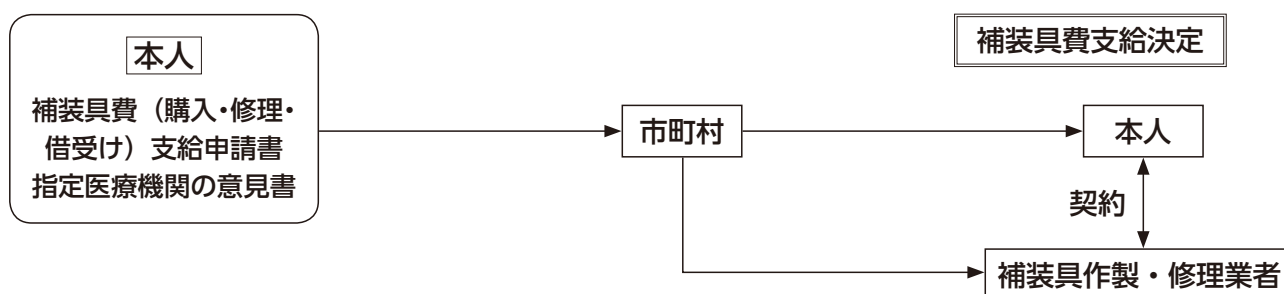 本人
補装具費（購入・修理・
借受け）支給申請書
指定医療機関の意見書
市町村
補装具費支給決定
本人
契約
補装具作製・修理業者